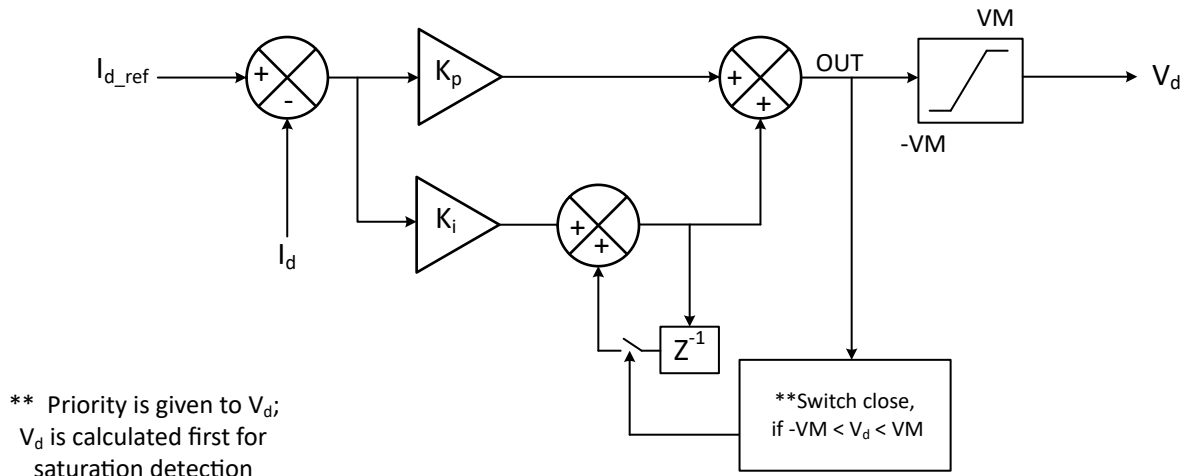 VM
I_d_ref
+
-
K_p
+
+
OUT
V_d
-VM
I_d
K_i
+
+
Z^-1
**Switch close,
if -VM < V_d < VM
** Priority is given to V_d;
V_d is calculated first for
saturation detection